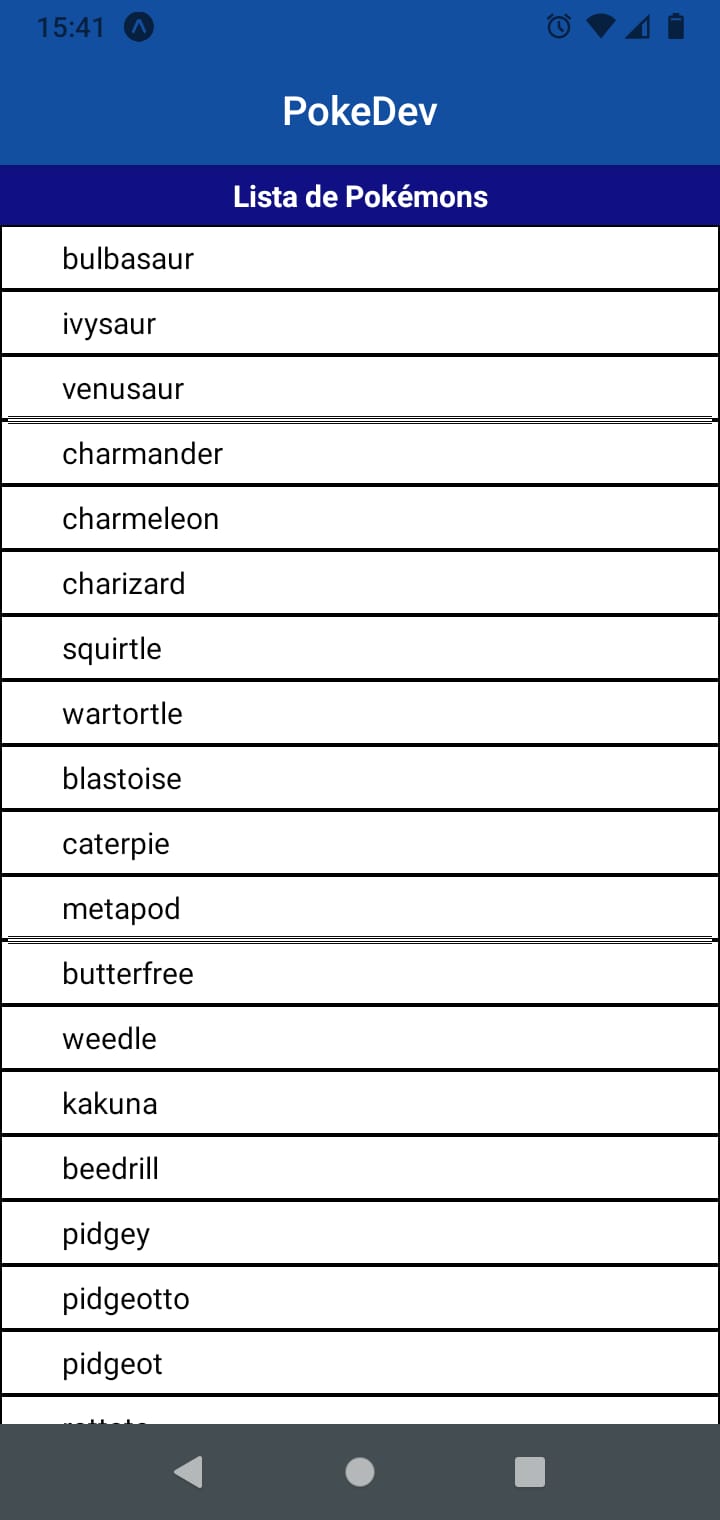 15:41
PokeDev
Lista de Pokémons
bulbasaur
ivysaur
venusaur
charmander
charmeleon
charizard
squirtle
wartortle
blastoise
caterpie
metapod
butterfree
weedle
kakuna
beedrill
pidgey
pidgeotto
pidgeot